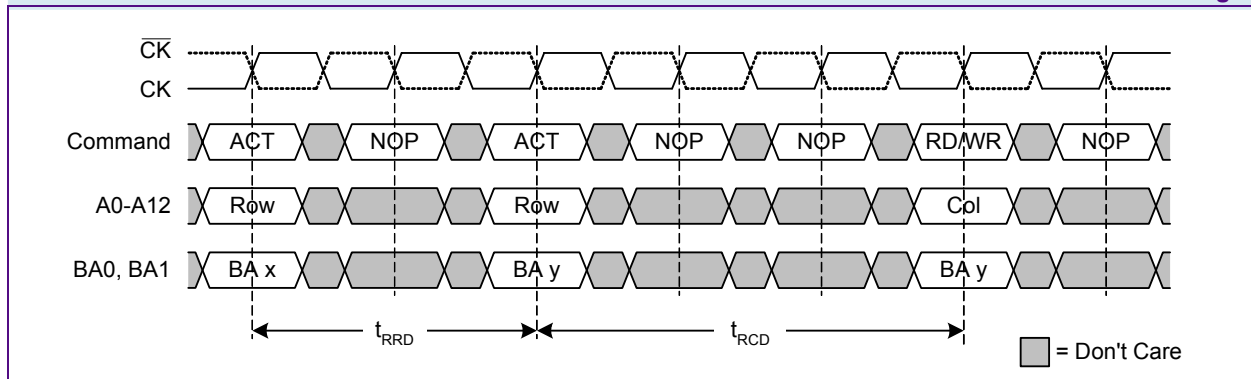 C̅K̅
CK
Command ACT NOP ACT NOP NOP RD/WR NOP
A0-A12 Row Row Col
BA0, BA1 BA x BA y BA y
tRRD tRCD
= Don't Care